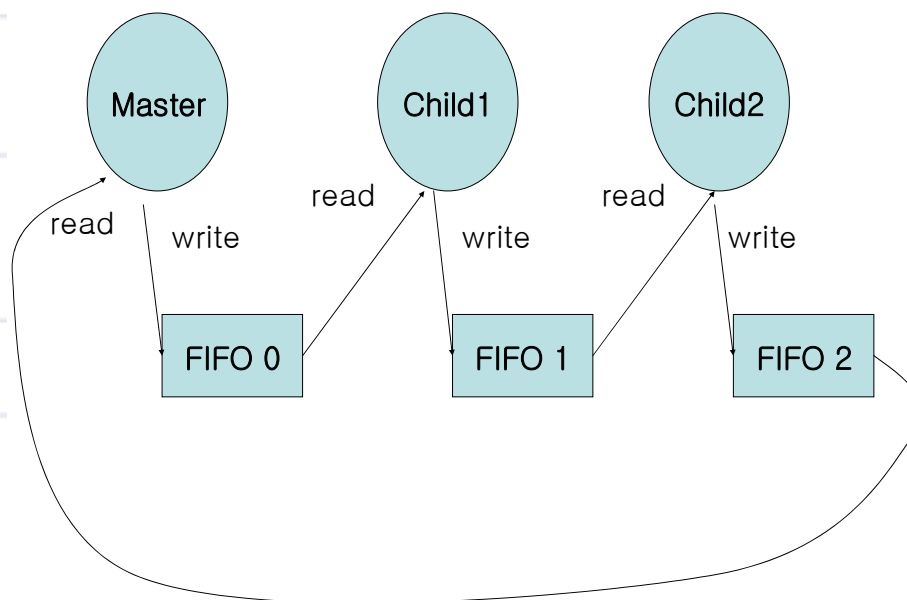 Master
Child1
Child2
read
write
read
write
read
write
FIFO 0
FIFO 1
FIFO 2